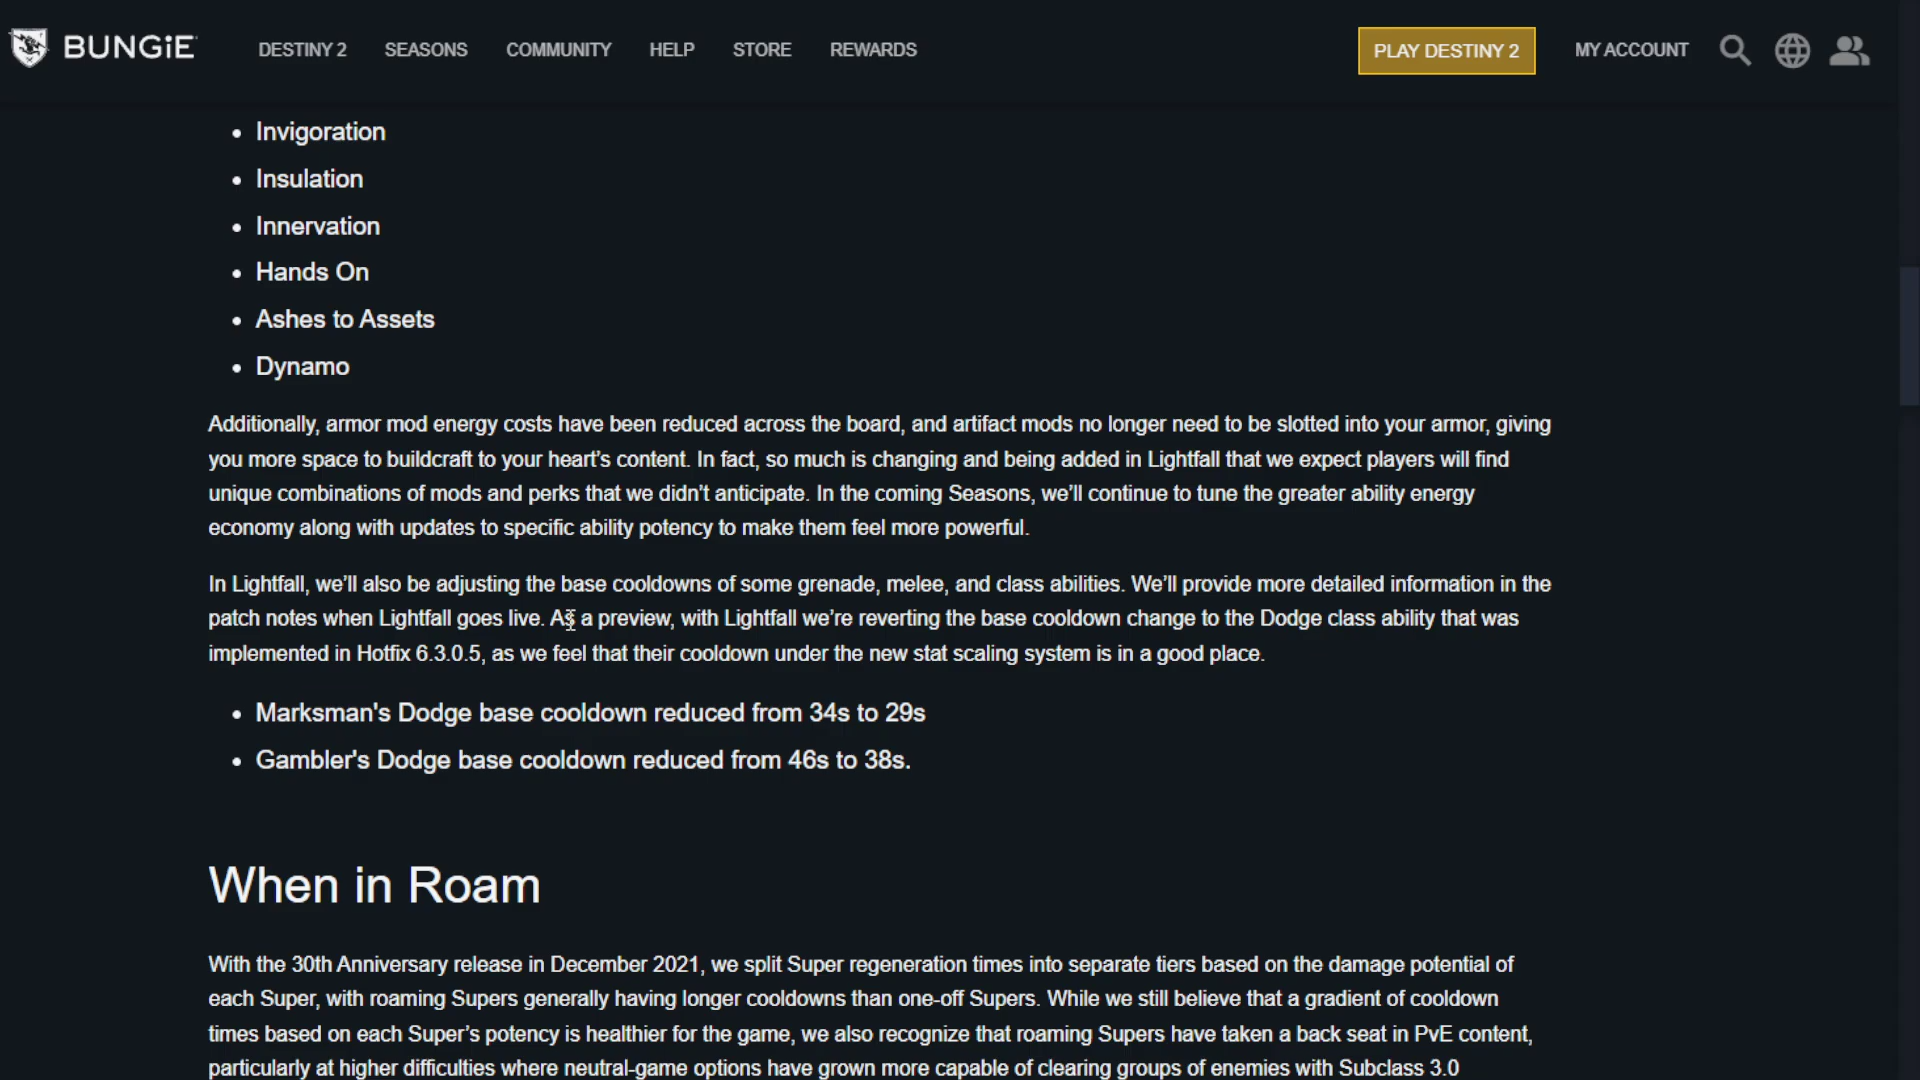 BUNGiE DESTINY 2 SEASONS COMMUNITY HELP STORE REWARDS PLAY DESTINY 2 MY ACCOUNT
• Invigoration
• Insulation
• Innervation
• Hands On
• Ashes to Assets
• Dynamo
Additionally, armor mod energy costs have been reduced across the board, and artifact mods no longer need to be slotted into your armor, giving
you more space to buildcraft to your heart's content. In fact, so much is changing and being added in Lightfall that we expect players will find
unique combinations of mods and perks that we didn't anticipate. In the coming Seasons, we'll continue to tune the greater ability energy
economy along with updates to specific ability potency to make them feel more powerful.
In Lightfall, we'll also be adjusting the base cooldowns of some grenade, melee, and class abilities. We'll provide more detailed information in the
patch notes when Lightfall goes live. As a preview, with Lightfall we're reverting the base cooldown change to the Dodge class ability that was
implemented in Hotfix 6.3.0.5, as we feel that their cooldown under the new stat scaling system is in a good place.
• Marksman's Dodge base cooldown reduced from 34s to 29s
• Gambler's Dodge base cooldown reduced from 46s to 38s.
When in Roam
With the 30th Anniversary release in December 2021, we split Super regeneration times into separate tiers based on the damage potential of
each Super, with roaming Supers generally having longer cooldowns than one-off Supers. While we still believe that a gradient of cooldown
times based on each Super's potency is healthier for the game, we also recognize that roaming Supers have taken a back seat in PvE content,
particularly at higher difficulties where neutral-game options have grown more capable of clearing groups of enemies with Subclass 3.0